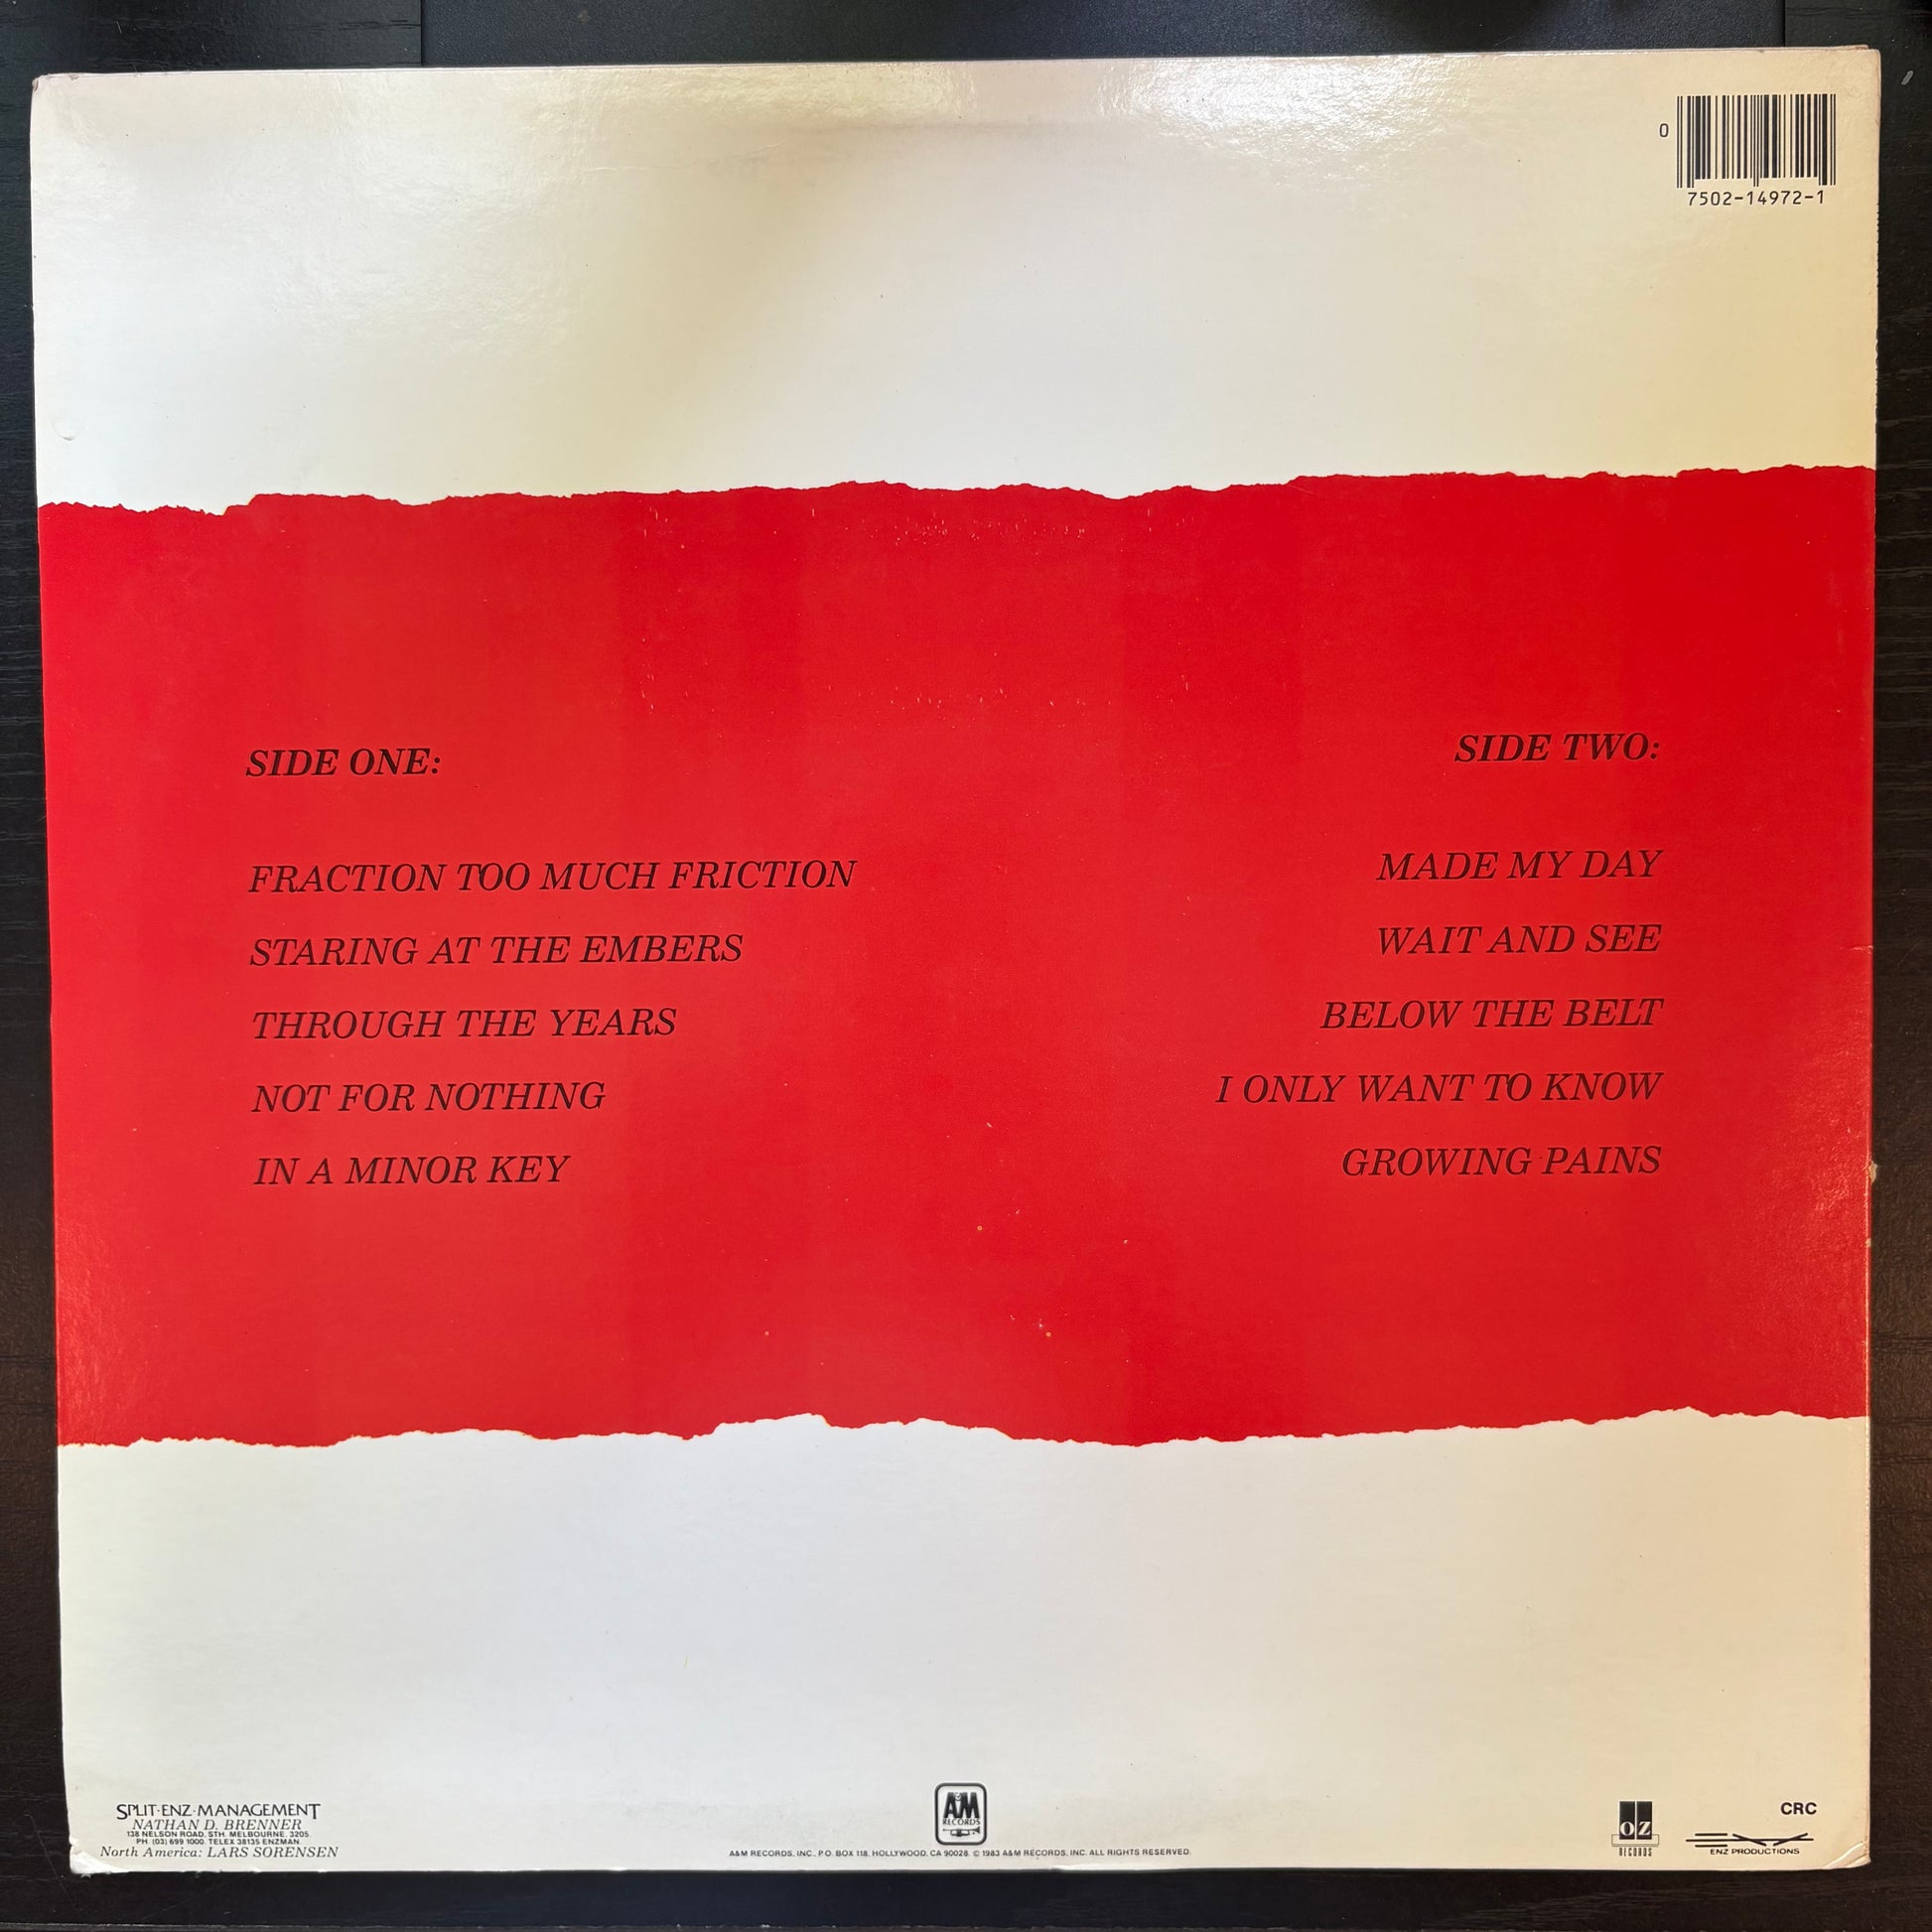 0
7502-14972-1
SIDE ONE:
FRACTION TOO MUCH FRICTION
STARING AT THE EMBERS
THROUGH THE YEARS
NOT FOR NOTHING
IN A MINOR KEY
SIDE TWO:
MADE MY DAY
WAIT AND SEE
BELOW THE BELT
I ONLY WANT TO KNOW
GROWING PAINS
SPLIT·ENZ·MANAGEMENT
NATHAN D. BRENNER
138 NELSON ROAD, STH. MELBOURNE, 3205.
PH. (03) 699 1000. TELEX 38135 ENZMAN
North America: LARS SORENSEN
A&M
RECORDS
A&M RECORDS, INC., P.O. BOX 118, HOLLYWOOD, CA 90028. © 1983 A&M RECORDS, INC. ALL RIGHTS RESERVED.
OZ
RECORDS
CRC
ENZ PRODUCTIONS